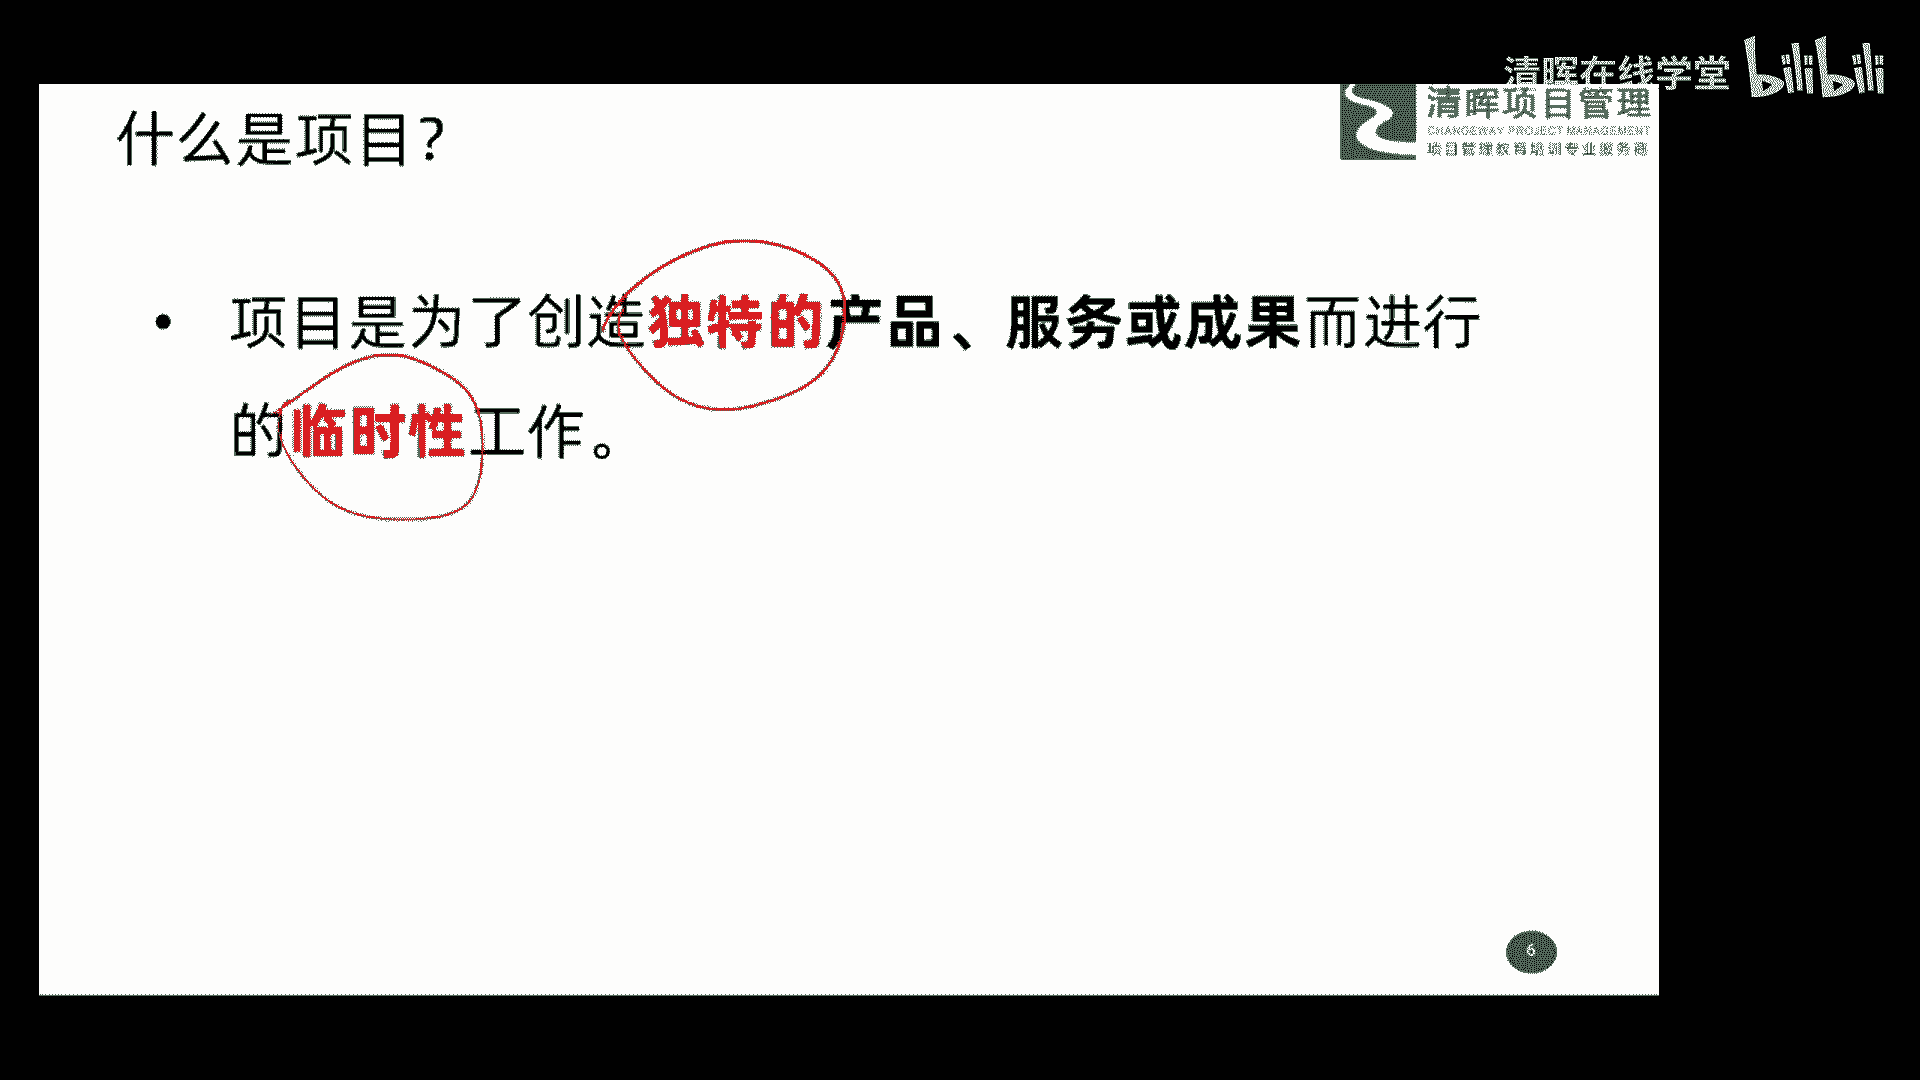 清晖在线学堂 bilibili
清晖项目管理
CHANGEWAY PROJECT MANAGEMENT
项目管理教育培训专业服务商
什么是项目?
• 项目是为了创造独特的产品、服务或成果而进行
的临时性工作。
6